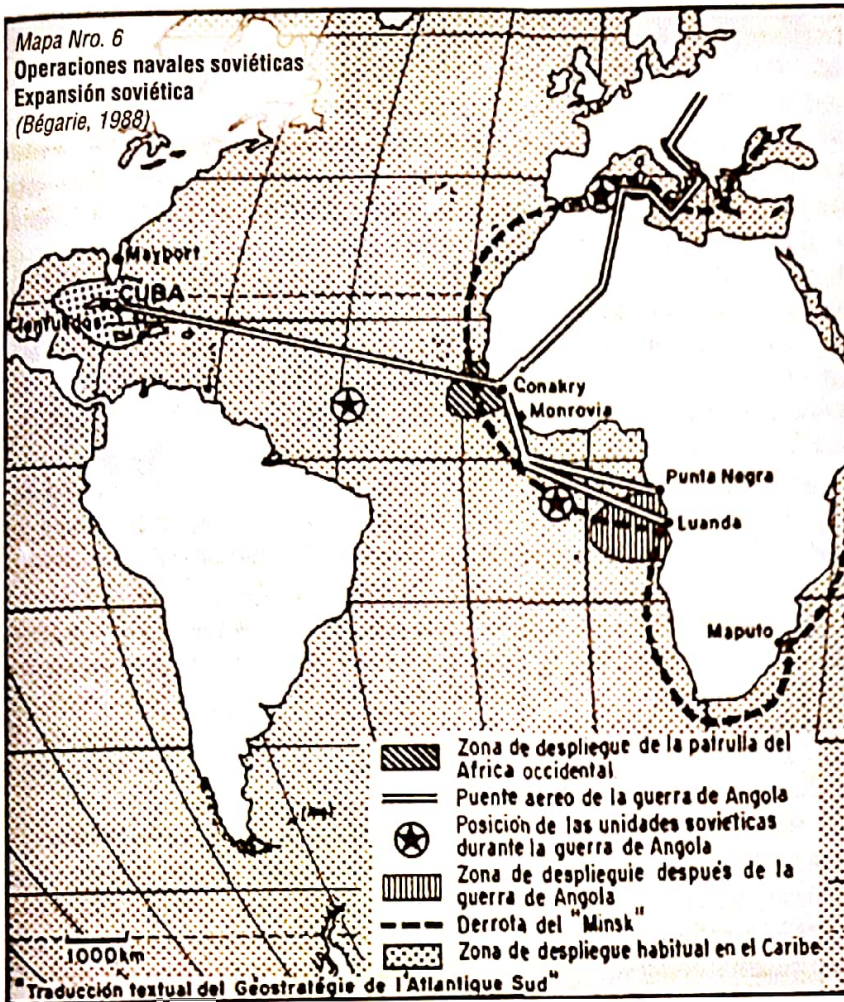 Mapa Nro. 6
Operaciones navales soviéticas
Expansión soviética
(Bégarie, 1988)
Mayport
CUBA
Cienfuegos
Conakry
Monrovia
Punta Negra
Luanda
Maputo
Zona de despliegue de la patrulla del
Africa occidental
Puente aereo de la guerra de Angola
Posición de las unidades soviéticas
durante la guerra de Angola
Zona de despliequie después de la
guerra de Angola
Derrota del "Minsk"
Zona de despliegue habitual en el Caribe
1000 km
"Traducción textual del Géostratégie de l'Atlantique Sud"